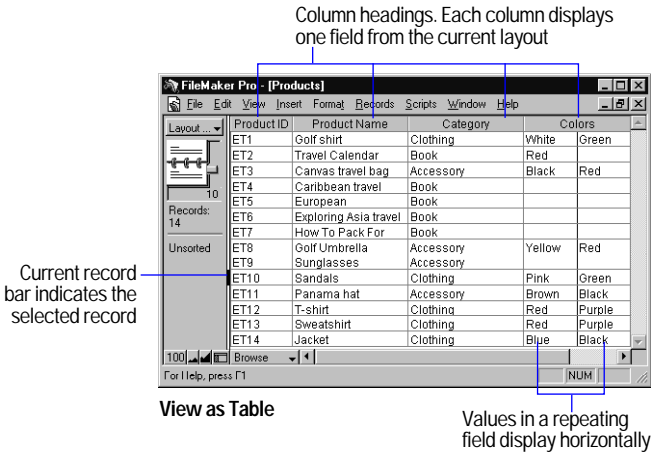 Column headings. Each column displays
one field from the current layout
FileMaker Pro - [Products]
File Edit View Insert Format Records Scripts Window Help
Layout ...
Product ID Product Name Category Colors
ET1 Golf shirt Clothing White Green
ET2 Travel Calendar Book Red
ET3 Canvas travel bag Accessory Black Red
ET4 Caribbean travel Book
ET5 European Book
ET6 Exploring Asia travel Book
ET7 How To Pack For Book
ET8 Golf Umbrella Accessory Yellow Red
ET9 Sunglasses Accessory
ET10 Sandals Clothing Pink Green
ET11 Panama hat Accessory Brown Black
ET12 T-shirt Clothing Red Purple
ET13 Sweatshirt Clothing Red Purple
ET14 Jacket Clothing Blue Black
10
Records:
14
Unsorted
100 Browse
For Help, press F1 NUM
Current record
bar indicates the
selected record
View as Table
Values in a repeating
field display horizontally